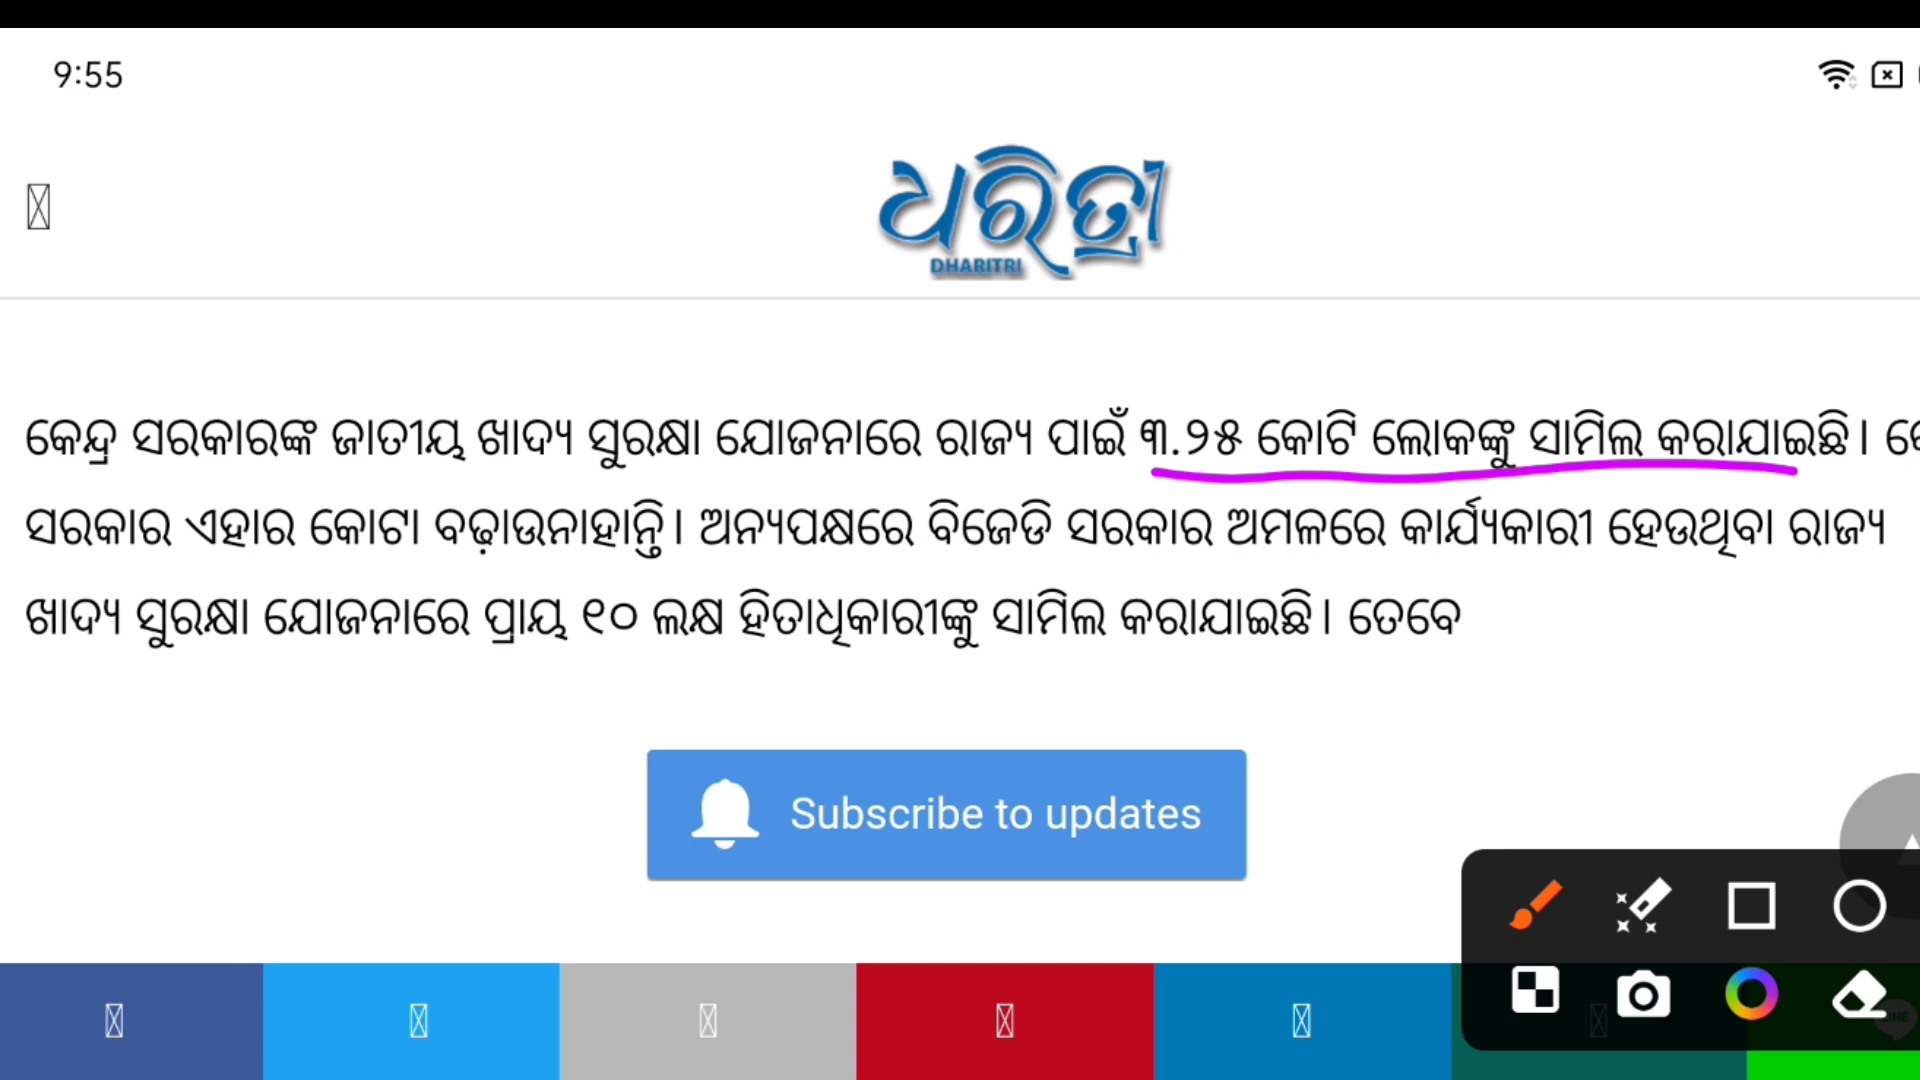 9:55
ଧରିତ୍ରୀ
DHARITRI
କେନ୍ଦ୍ର ସରକାରଙ୍କ ଜାତୀୟ ଖାଦ୍ୟ ସୁରକ୍ଷା ଯୋଜନାରେ ରାଜ୍ୟ ପାଇଁ ୩.୨୫ କୋଟି ଲୋକଙ୍କୁ ସାମିଲ କରାଯାଇଛି ।
ସରକାର ଏହାର କୋଟା ବଢ଼ାଉନାହାନ୍ତି । ଅନ୍ୟପକ୍ଷରେ ବିଜେଡି ସରକାର ଅମଳରେ କାର୍ଯ୍ୟକାରୀ ହେଉଥିବା ରାଜ୍ୟ
ଖାଦ୍ୟ ସୁରକ୍ଷା ଯୋଜନାରେ ପ୍ରାୟ ୧୦ ଲକ୍ଷ ହିତାଧିକାରୀଙ୍କୁ ସାମିଲ କରାଯାଇଛି । ତେବେ
Subscribe to updates